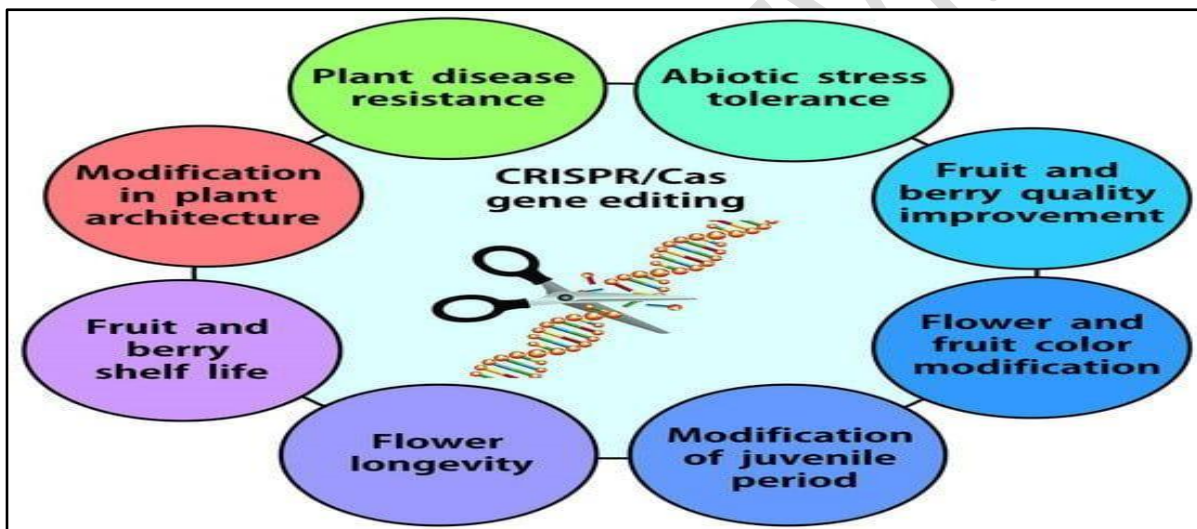 Plant disease
resistance
Abiotic stress
tolerance
Modification
in plant
architecture
CRISPR/Cas
gene editing
Fruit and
berry quality
improvement
Fruit and
berry
shelf life
Flower and
fruit color
modification
Flower
longevity
Modification
of juvenile
period